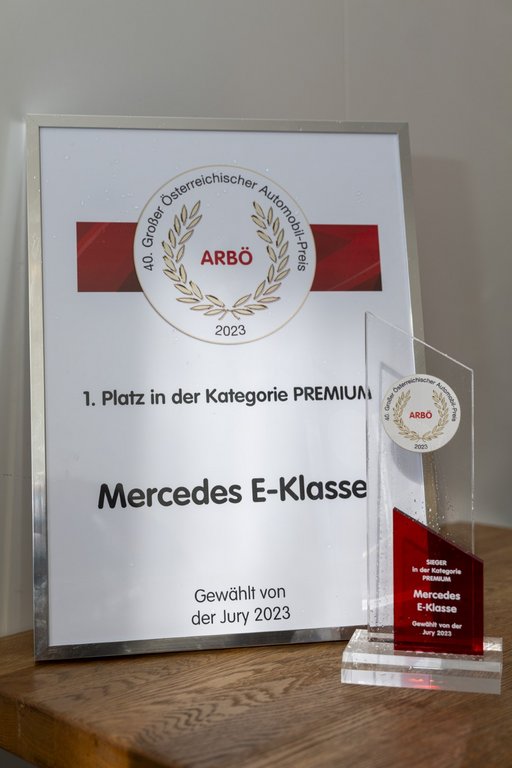 40. Großer Österreichischer Automobil-Preis
ARBÖ
2023
1. Platz in der Kategorie PREMIUM
Mercedes E-Klasse
Gewählt von
der Jury 2023
40. Großer Österreichischer Automobil-Preis
ARBÖ
2023
SIEGER
in der Kategorie
PREMIUM
Mercedes
E-Klasse
Gewählt von der
Jury 2023